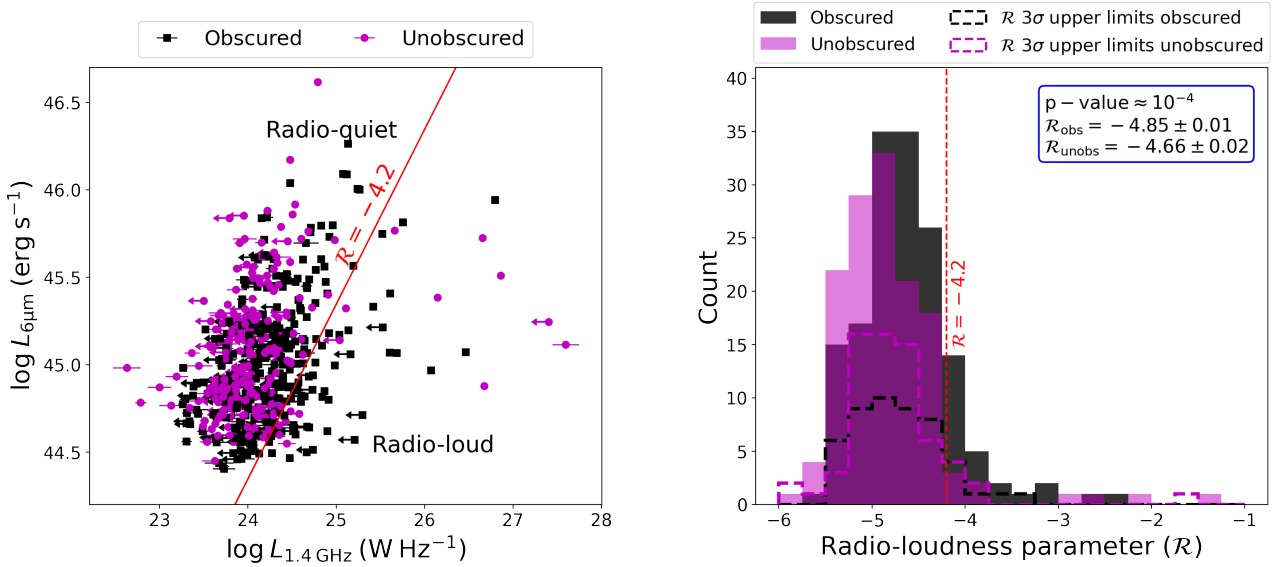 Obscured
Unobscured
46.5
46.0
45.5
45.0
44.5
log L6μm (erg s⁻¹)
Radio-quiet
ℛ = − 4.2
Radio-loud
23 24 25 26 27 28
log L1.4 GHz (W Hz⁻¹)
Obscured
Unobscured
ℛ 3σ upper limits obscured
ℛ 3σ upper limits unobscured
40
35
30
25
20
15
10
5
0
Count
p − value ≈ 10⁻⁴
ℛobs = − 4.85 ± 0.01
ℛunobs = − 4.66 ± 0.02
ℛ = − 4.2
−6 −5 −4 −3 −2 −1
Radio-loudness parameter (ℛ)